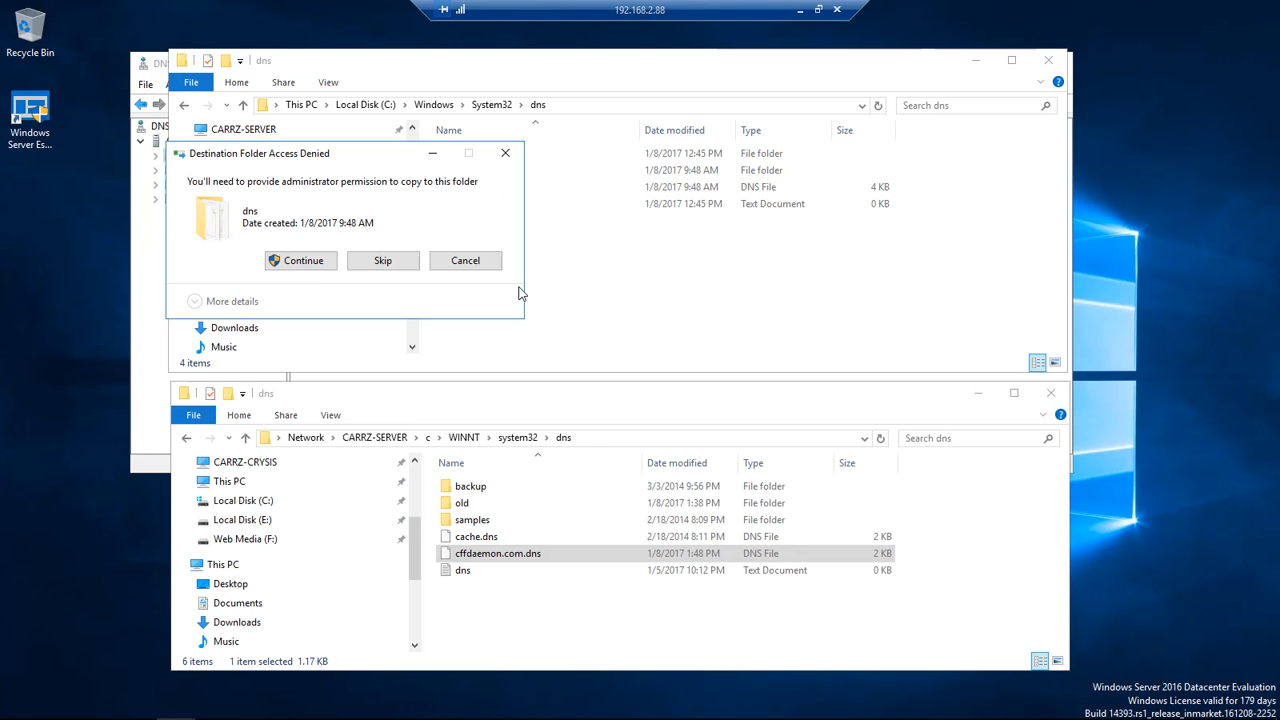 192.168.2.88
Recycle Bin
Windows
Server Es...
DNS
File
dns
File Home Share View
This PC Local Disk (C:) Windows System32 dns
Search dns
CARRZ-SERVER
Name Date modified Type Size
1/8/2017 12:45 PM File folder
1/8/2017 9:48 AM File folder
1/8/2017 9:48 AM DNS File 4 KB
1/8/2017 12:45 PM Text Document 0 KB
DNS
Destination Folder Access Denied
You'll need to provide administrator permission to copy to this folder
dns
Date created: 1/8/2017 9:48 AM
Continue Skip Cancel
More details
Downloads
Music
4 items
dns
File Home Share View
Network CARRZ-SERVER c WINNT system32 dns
Search dns
Name Date modified Type Size
CARRZ-CRYSIS
This PC
Local Disk (C:)
Local Disk (E:)
Web Media (F:)
This PC
Desktop
Documents
Downloads
Music
backup 3/3/2014 9:56 PM File folder
old 1/8/2017 1:38 PM File folder
samples 2/18/2014 8:09 PM File folder
cache.dns 2/18/2014 8:11 PM DNS File 2 KB
cffdaemon.com.dns 1/8/2017 1:48 PM DNS File 2 KB
dns 1/5/2017 10:12 PM Text Document 0 KB
6 items 1 item selected 1.17 KB
Windows Server 2016 Datacenter Evaluation
Windows License valid for 179 days
Build 14393.rs1_release_inmarket.161208-2252